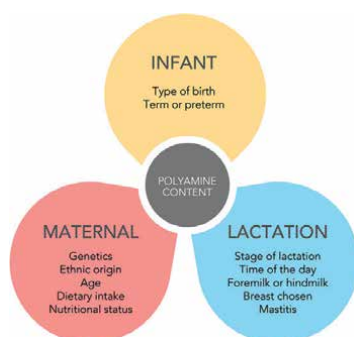 INFANT
Type of birth
Term or preterm
POLYAMINE
CONTENT
MATERNAL
Genetics
Ethnic origin
Age
Dietary intake
Nutritional status
LACTATION
Stage of lactation
Time of the day
Foremilk or hindmilk
Breast chosen
Mastitis